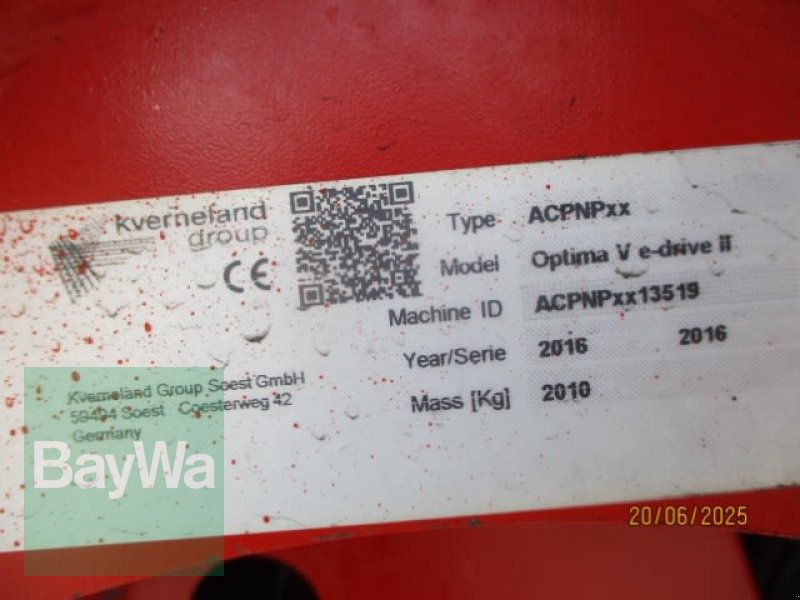 kverneland
group
CE
Type ACPNPxx
Model Optima V e-drive II
Machine ID ACPNPxx13519
Year/Serie 2016 2016
Mass [Kg] 2010
Kverneland Group Soest GmbH
59494 Soest Coesterweg 42
Germany
BayWa
20/06/2025